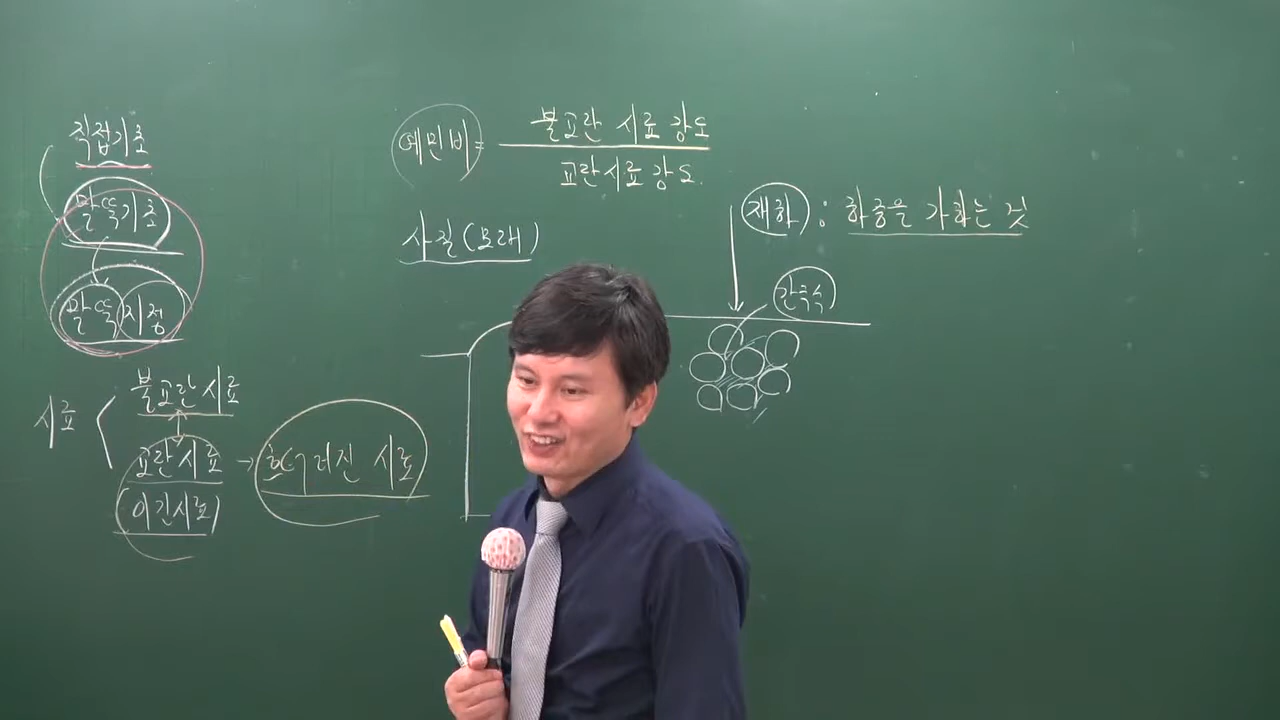 직접기초
말뚝기초
말뚝지정
시료
불교란 시료
교란시료 → 흐트러진 시료
(이긴시료)
예민비 = 불교란 시료 강도
교란시료 강도
사질(모래)
재하 : 하중을 가하는 것
간극수